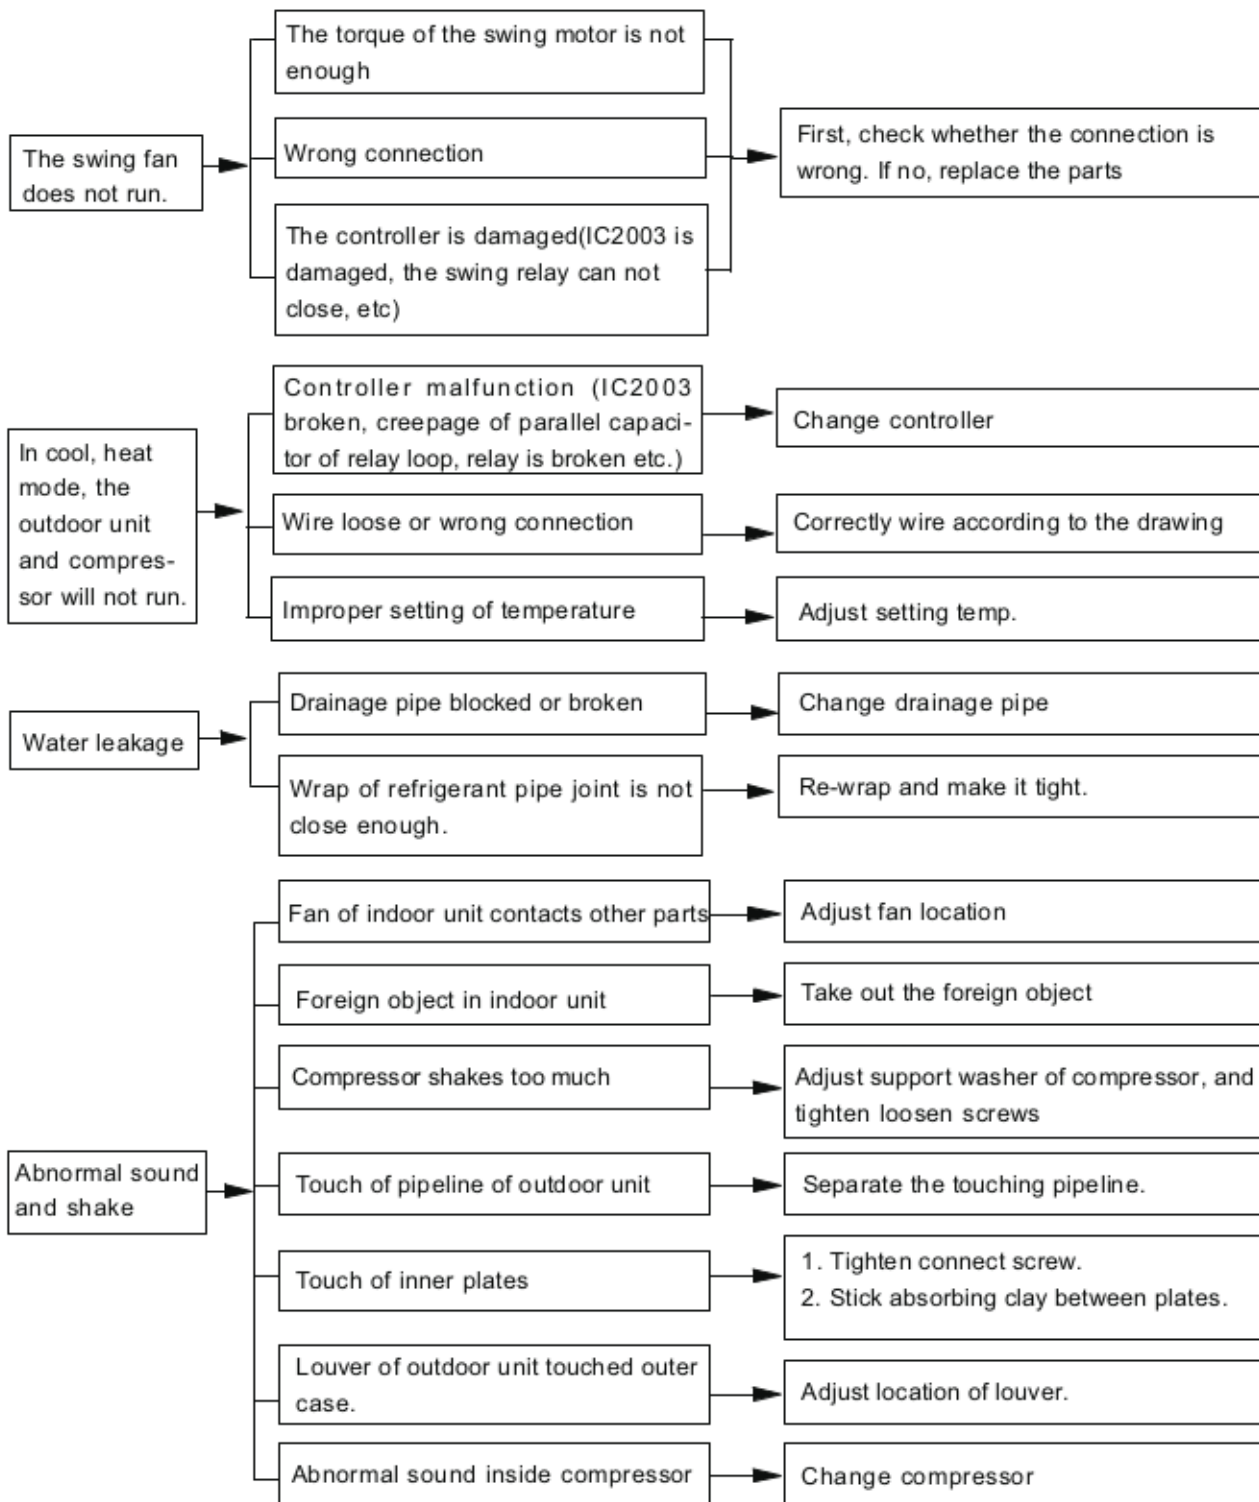 The torque of the swing motor is not
enough
The swing fan
does not run.
Wrong connection
First, check whether the connection is
wrong. If no, replace the parts
The controller is damaged(IC2003 is
damaged, the swing relay can not
close, etc)
In cool, heat
mode, the
outdoor unit
and compres-
sor will not run.
Controller malfunction (IC2003
broken, creepage of parallel capaci-
tor of relay loop, relay is broken etc.)
Change controller
Wire loose or wrong connection
Correctly wire according to the drawing
Improper setting of temperature
Adjust setting temp.
Water leakage
Drainage pipe blocked or broken
Change drainage pipe
Wrap of refrigerant pipe joint is not
close enough.
Re-wrap and make it tight.
Abnormal sound
and shake
Fan of indoor unit contacts other parts
Adjust fan location
Foreign object in indoor unit
Take out the foreign object
Compressor shakes too much
Adjust support washer of compressor, and
tighten loosen screws
Touch of pipeline of outdoor unit
Separate the touching pipeline.
Touch of inner plates
1. Tighten connect screw.
2. Stick absorbing clay between plates.
Louver of outdoor unit touched outer
case.
Adjust location of louver.
Abnormal sound inside compressor
Change compressor